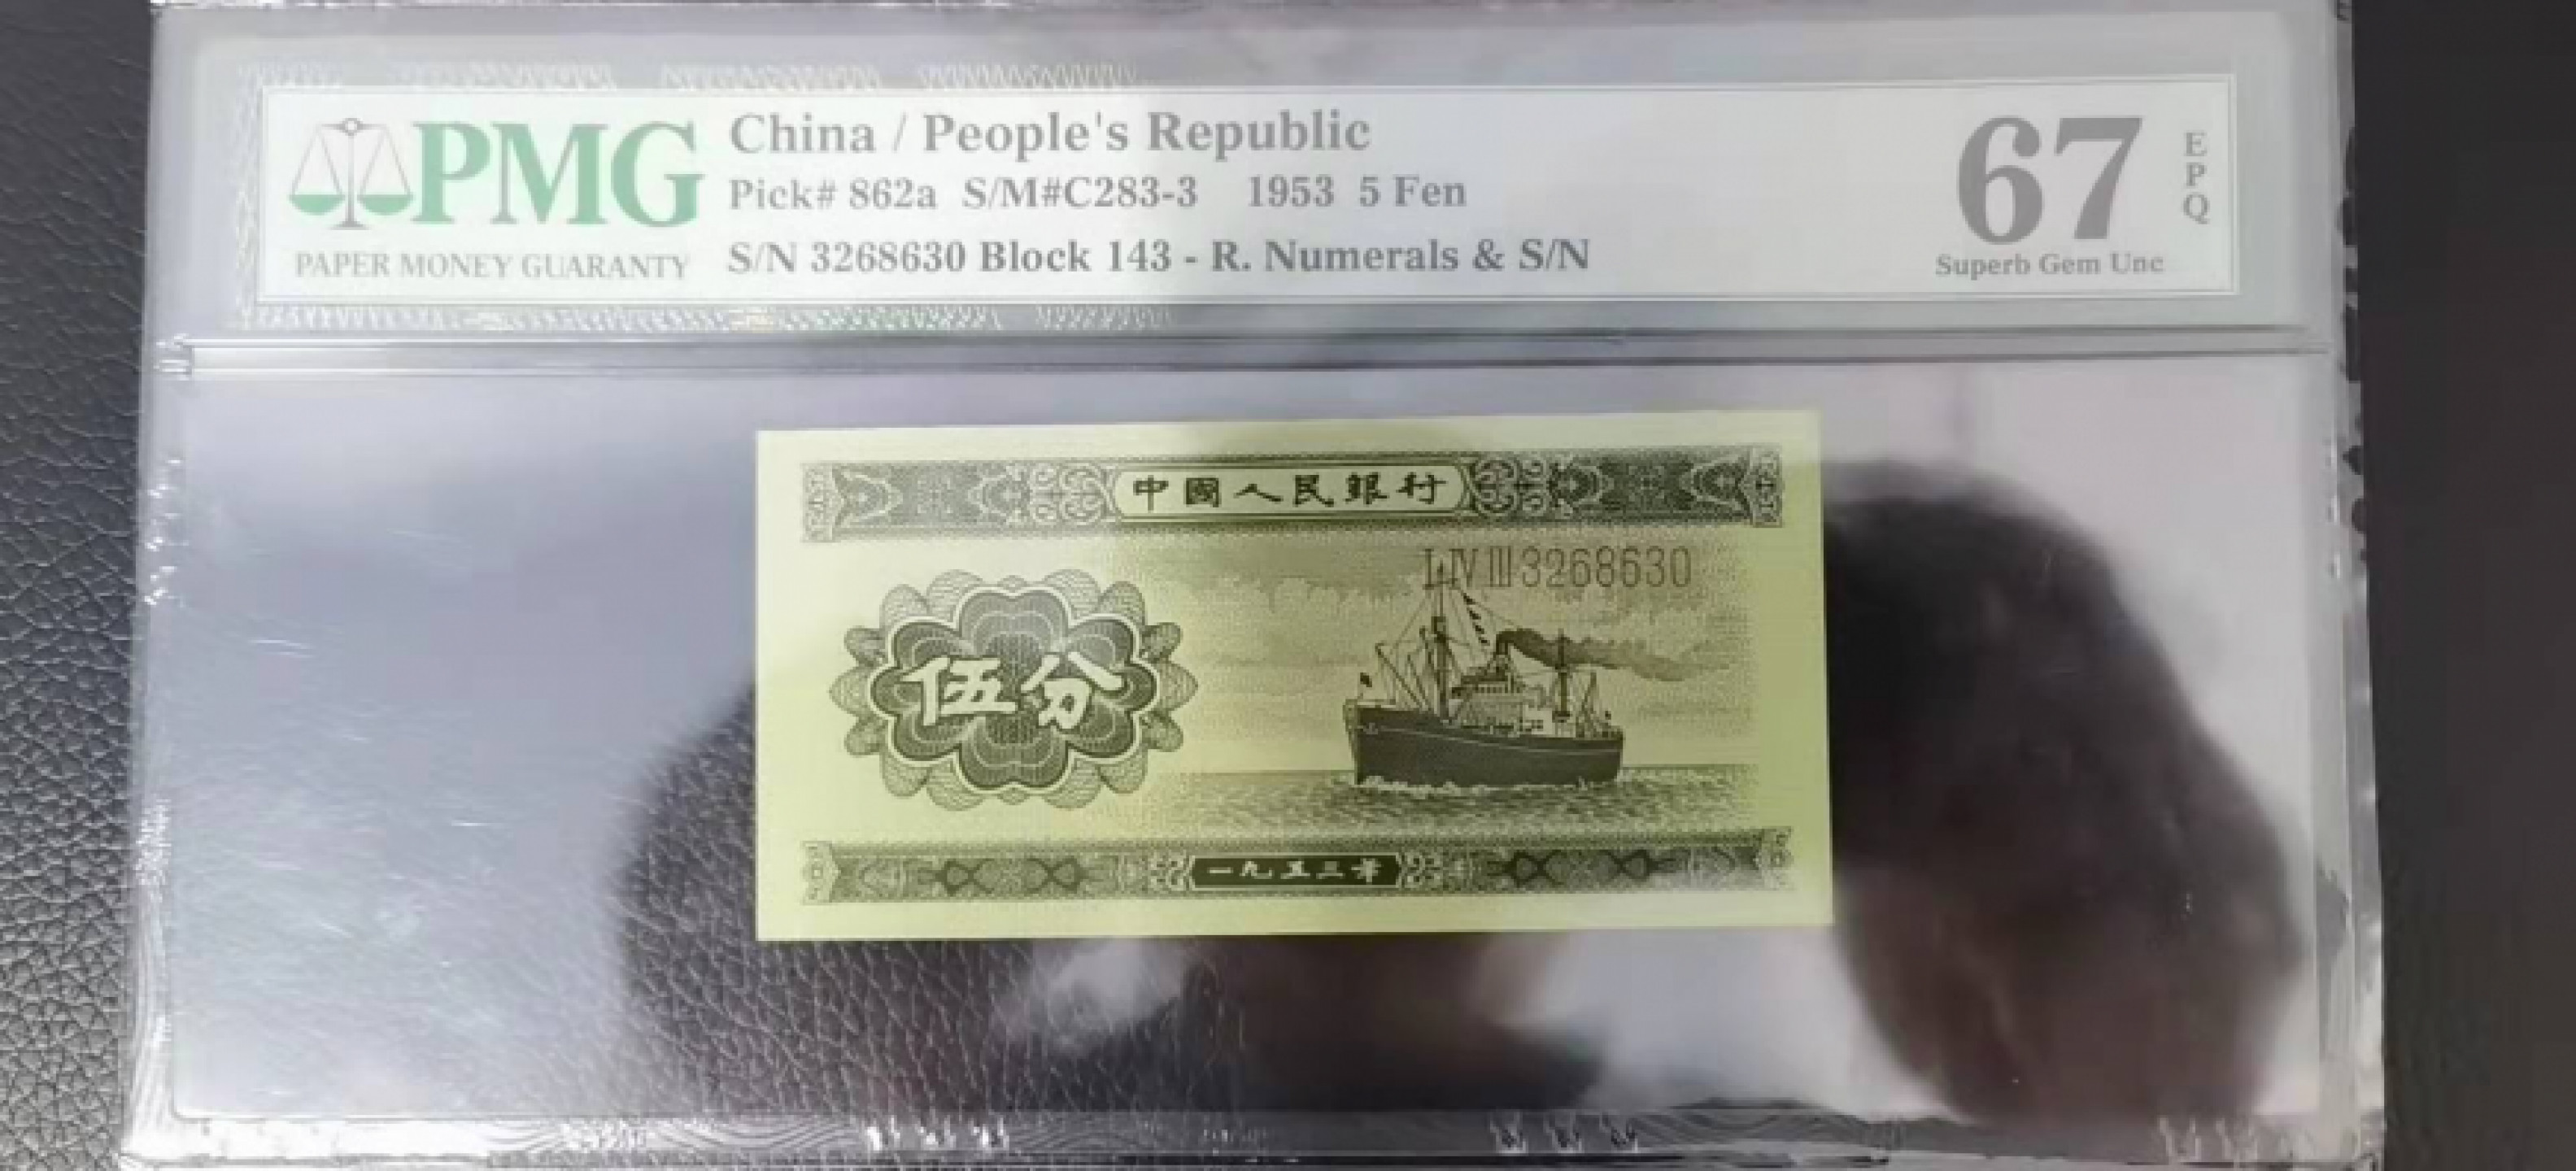 PMG
PAPER MONEY GUARANTY
China / People's Republic
Pick# 862a S/M#C283-3 1953 5 Fen
S/N 3268630 Block 143 - R. Numerals & S/N
67
EPQ
Superb Gem Unc
中國人民銀行
I IV III 3268630
伍分
一九五三年